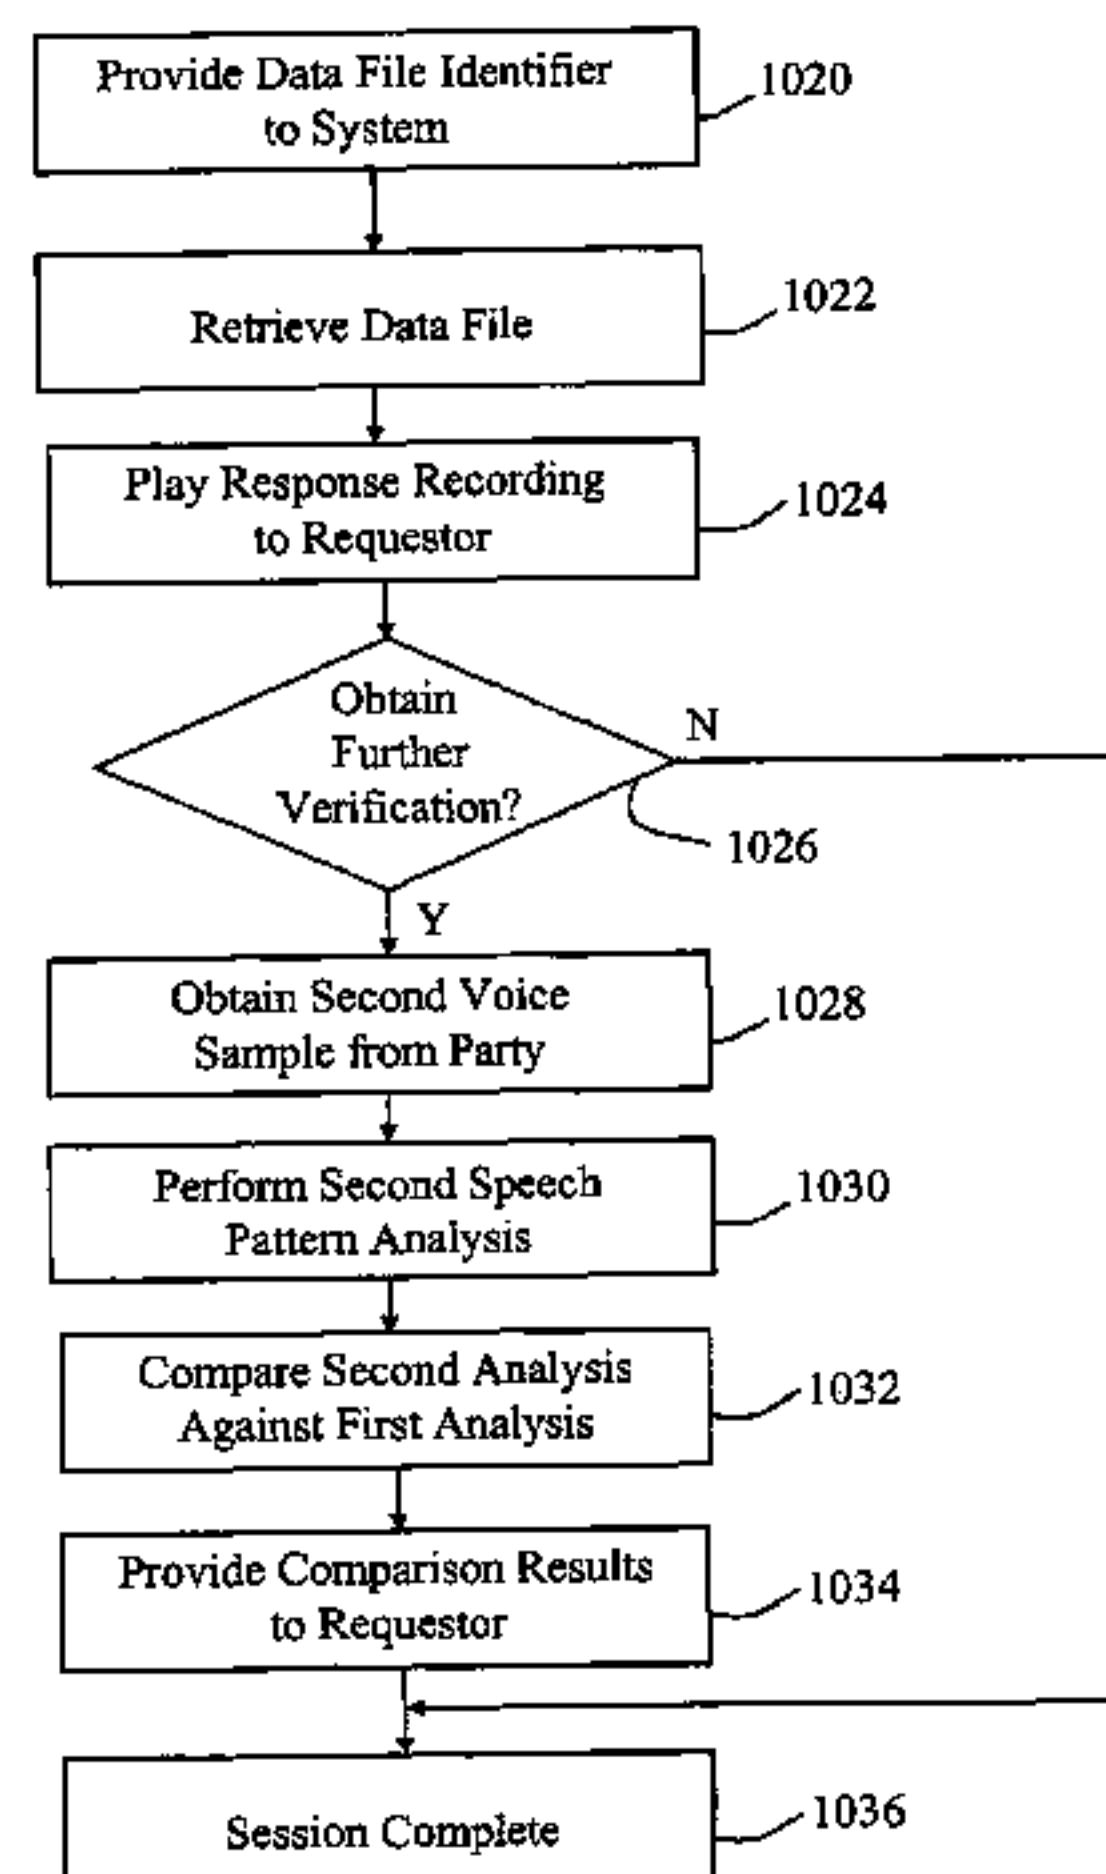 Provide Data File Identifier
to System
1020
Retrieve Data File
1022
Play Response Recording
to Requestor
1024
Obtain
Further
Verification?
N
1026
Y
Obtain Second Voice
Sample from Party
1028
Perform Second Speech
Pattern Analysis
1030
Compare Second Analysis
Against First Analysis
1032
Provide Comparison Results
to Requestor
1034
Session Complete
1036